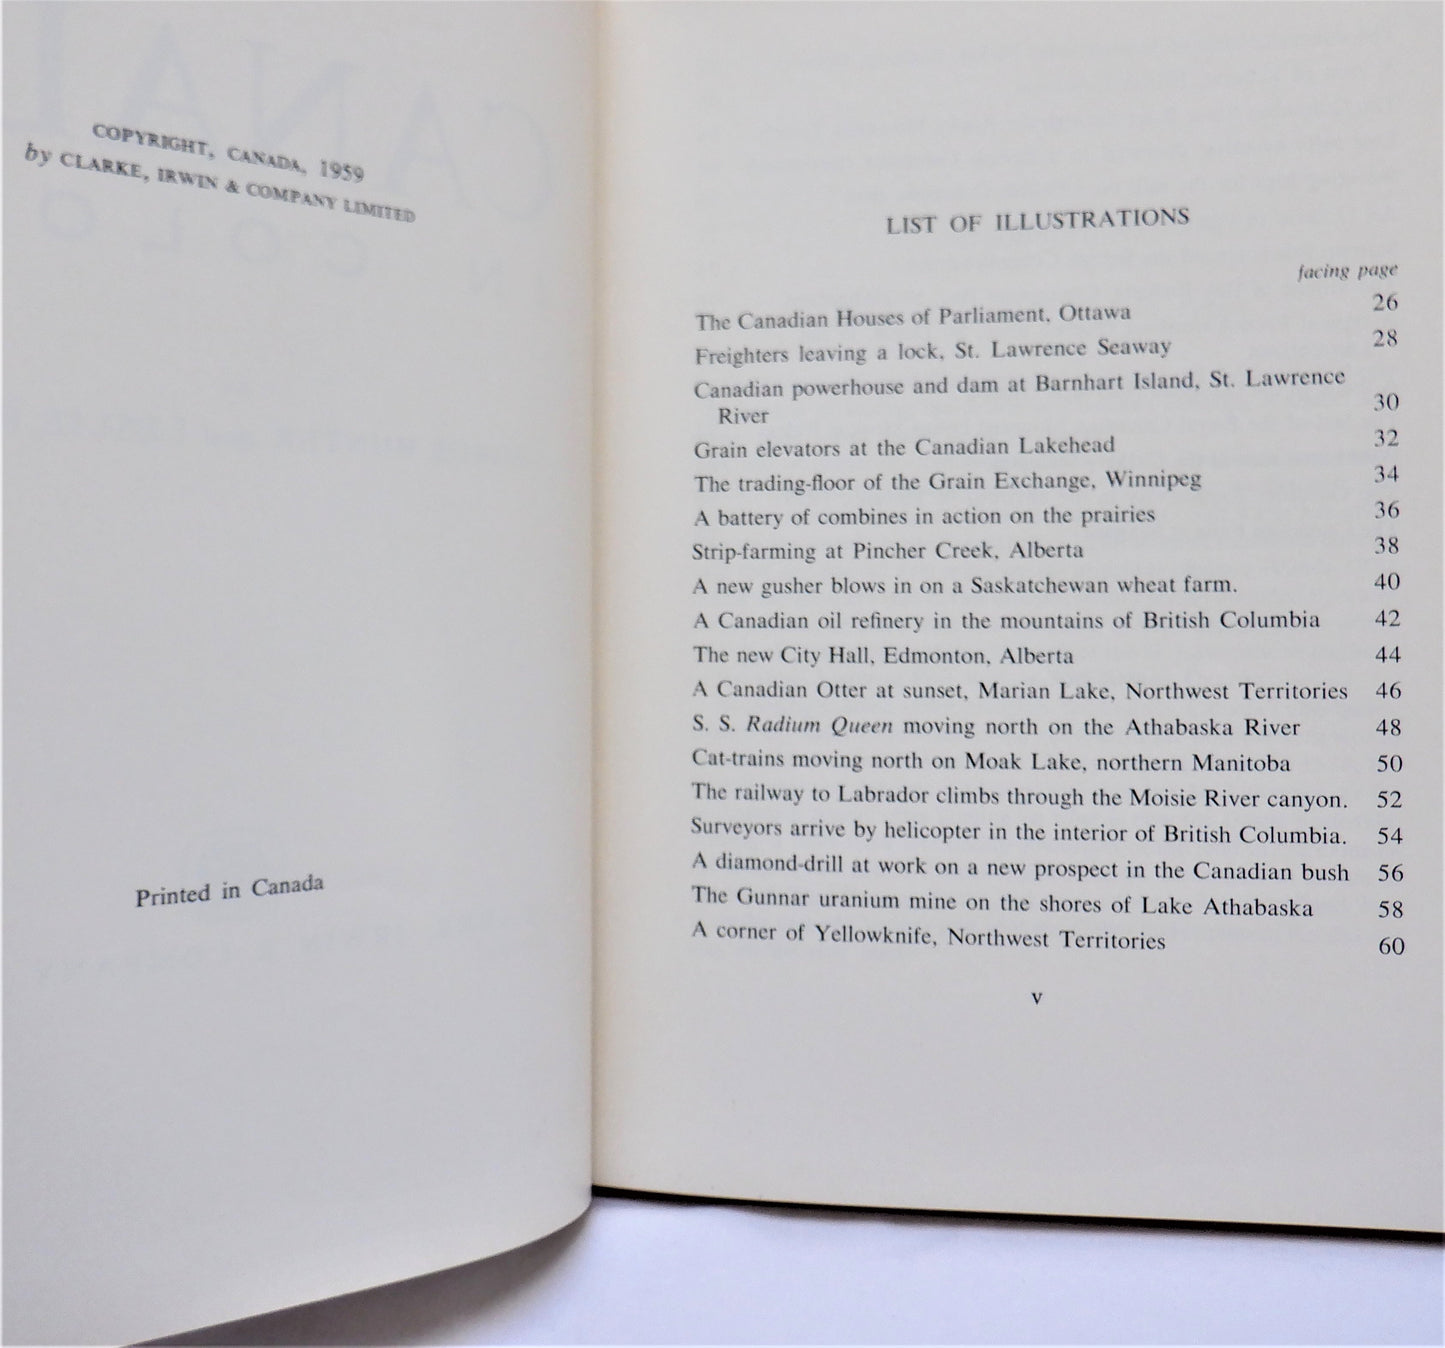 COPYRIGHT, CANADA, 1959
by CLARKE, IRWIN & COMPANY LIMITED
Printed in Canada
LIST OF ILLUSTRATIONS
facing page
The Canadian Houses of Parliament, Ottawa 26
Freighters leaving a lock, St. Lawrence Seaway 28
Canadian powerhouse and dam at Barnhart Island, St. Lawrence
River 30
Grain elevators at the Canadian Lakehead 32
The trading-floor of the Grain Exchange, Winnipeg 34
A battery of combines in action on the prairies 36
Strip-farming at Pincher Creek, Alberta 38
A new gusher blows in on a Saskatchewan wheat farm. 40
A Canadian oil refinery in the mountains of British Columbia 42
The new City Hall, Edmonton, Alberta 44
A Canadian Otter at sunset, Marian Lake, Northwest Territories 46
S. S. Radium Queen moving north on the Athabaska River 48
Cat-trains moving north on Moak Lake, northern Manitoba 50
The railway to Labrador climbs through the Moisie River canyon. 52
Surveyors arrive by helicopter in the interior of British Columbia. 54
A diamond-drill at work on a new prospect in the Canadian bush 56
The Gunnar uranium mine on the shores of Lake Athabaska 58
A corner of Yellowknife, Northwest Territories 60
v